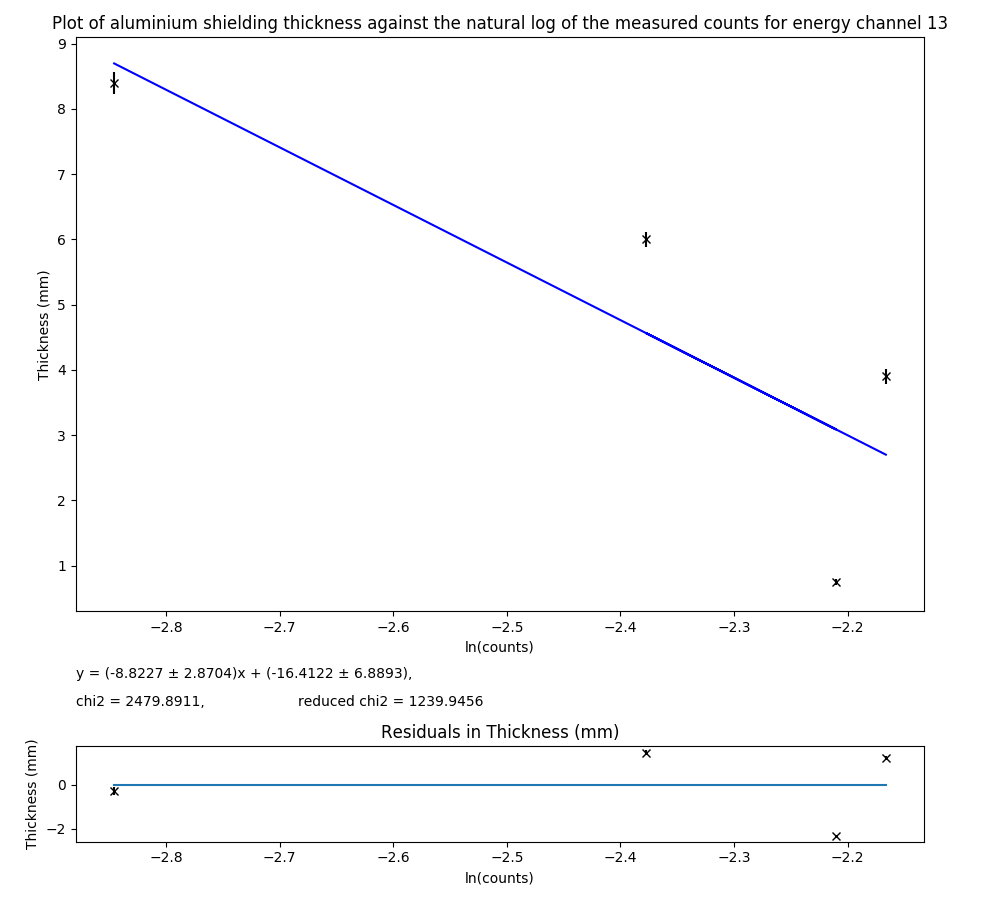 Plot of aluminium shielding thickness against the natural log of the measured counts for energy channel 13
9
8
7
6
5
4
3
2
1
Thickness (mm)
−2.8 −2.7 −2.6 −2.5 −2.4 −2.3 −2.2
ln(counts)
y = (-8.8227 ± 2.8704)x + (-16.4122 ± 6.8893),
chi2 = 2479.8911, reduced chi2 = 1239.9456
Residuals in Thickness (mm)
0
−2
Thickness (mm)
−2.8 −2.7 −2.6 −2.5 −2.4 −2.3 −2.2
ln(counts)